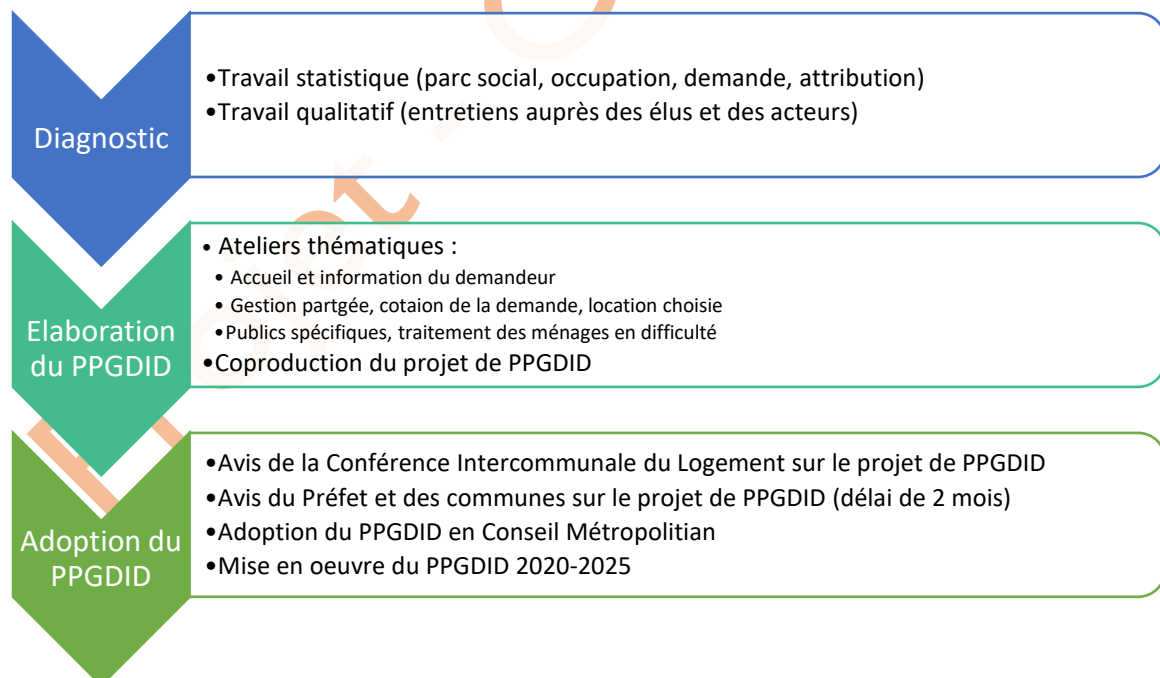 Diagnostic
•Travail statistique (parc social, occupation, demande, attribution)
•Travail qualitatif (entretiens auprès des élus et des acteurs)
Elaboration
du PPGDID
• Ateliers thématiques :
• Accueil et information du demandeur
• Gestion partgée, cotaion de la demande, location choisie
•Publics spécifiques, traitement des ménages en difficulté
•Coproduction du projet de PPGDID
Adoption du
PPGDID
•Avis de la Conférence Intercommunale du Logement sur le projet de PPGDID
•Avis du Préfet et des communes sur le projet de PPGDID (délai de 2 mois)
•Adoption du PPGDID en Conseil Métropolitian
•Mise en oeuvre du PPGDID 2020-2025